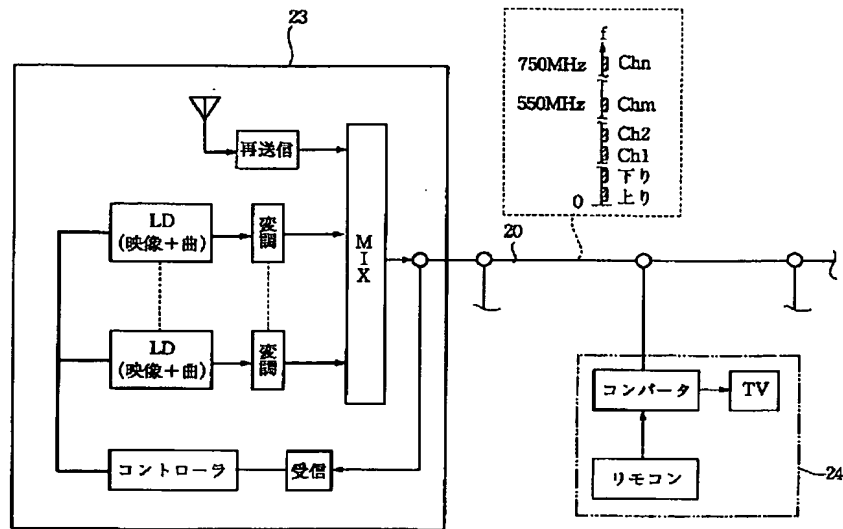 23
f
750MHz
Chn
550MHz
Chm
Ch2
Ch1
下り
0
上り
再送信
LD
(映像+曲)
変調
MIX
20
LD
(映像+曲)
変調
コンバータ
TV
コントローラ
受信
リモコン
24